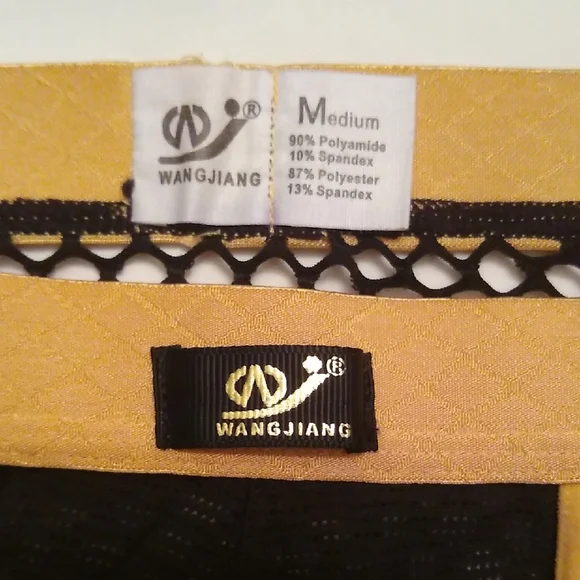 ®
WANGJIANG
Medium
90% Polyamide
10% Spandex
87% Polyester
13% Spandex
®
WANGJIANG